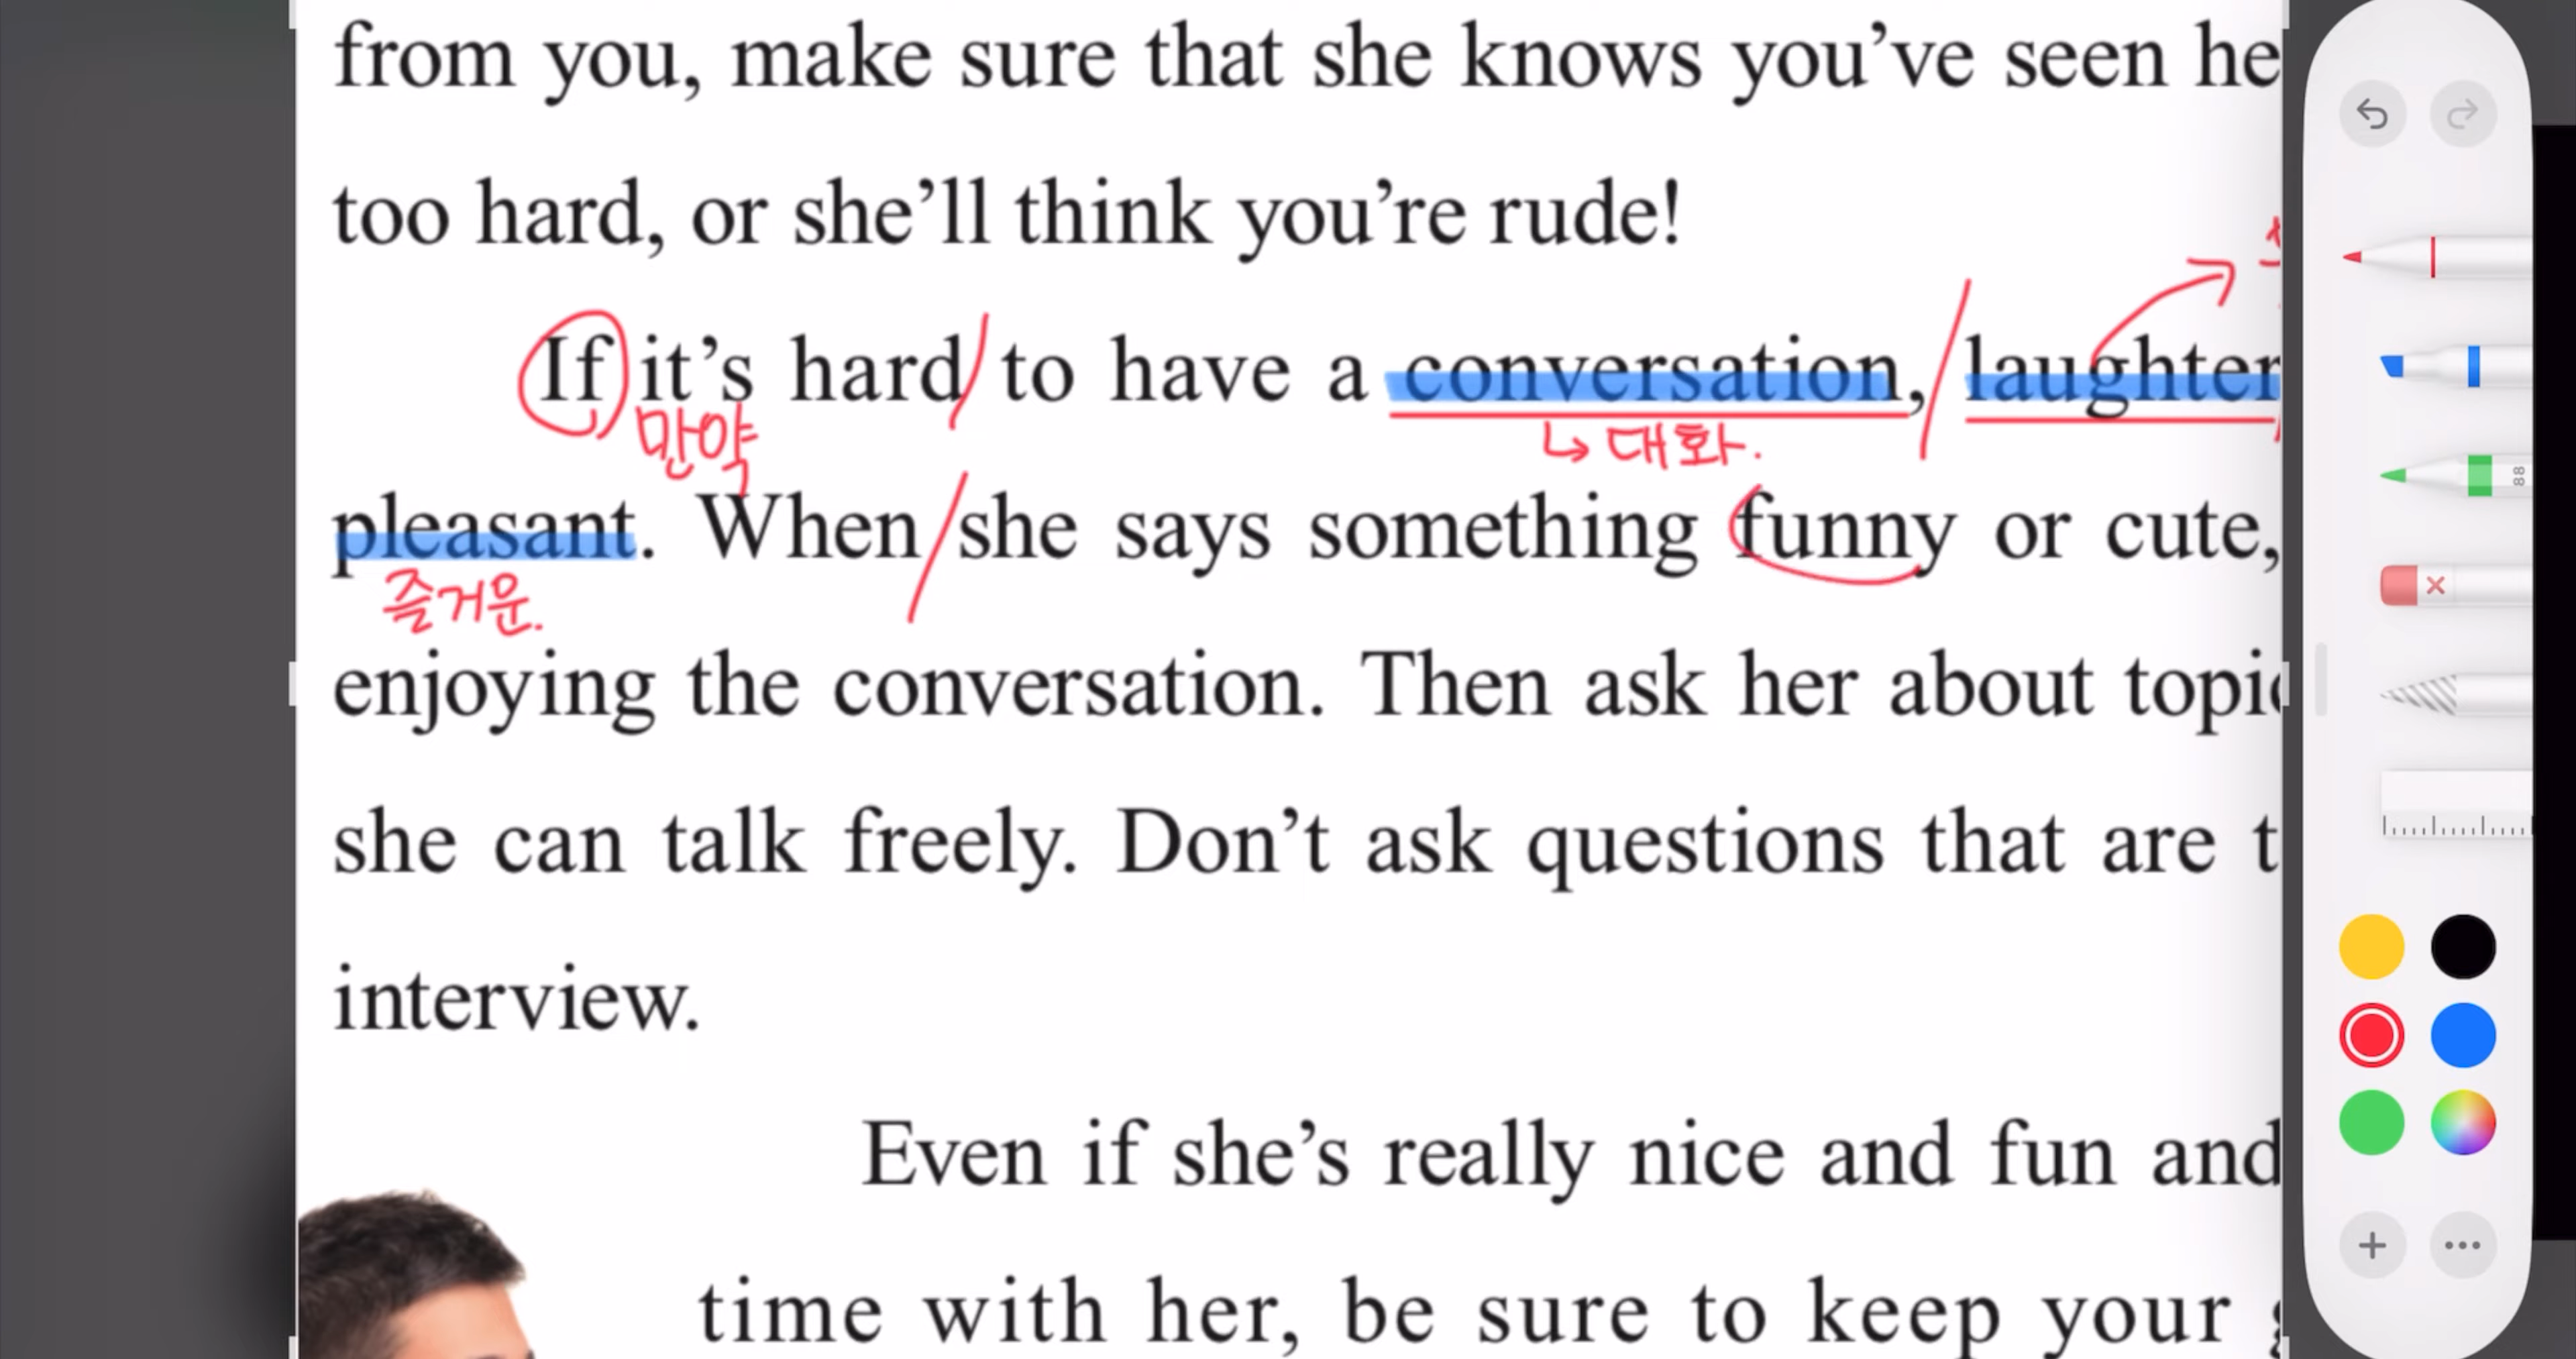 from you, make sure that she knows you've seen he
too hard, or she'll think you're rude!
If it's hard to have a conversation, laughter
만약
↳ 대화.
pleasant. When she says something funny or cute,
즐거운.
enjoying the conversation. Then ask her about topic
she can talk freely. Don't ask questions that are t
interview.
Even if she's really nice and fun and
time with her, be sure to keep your
88